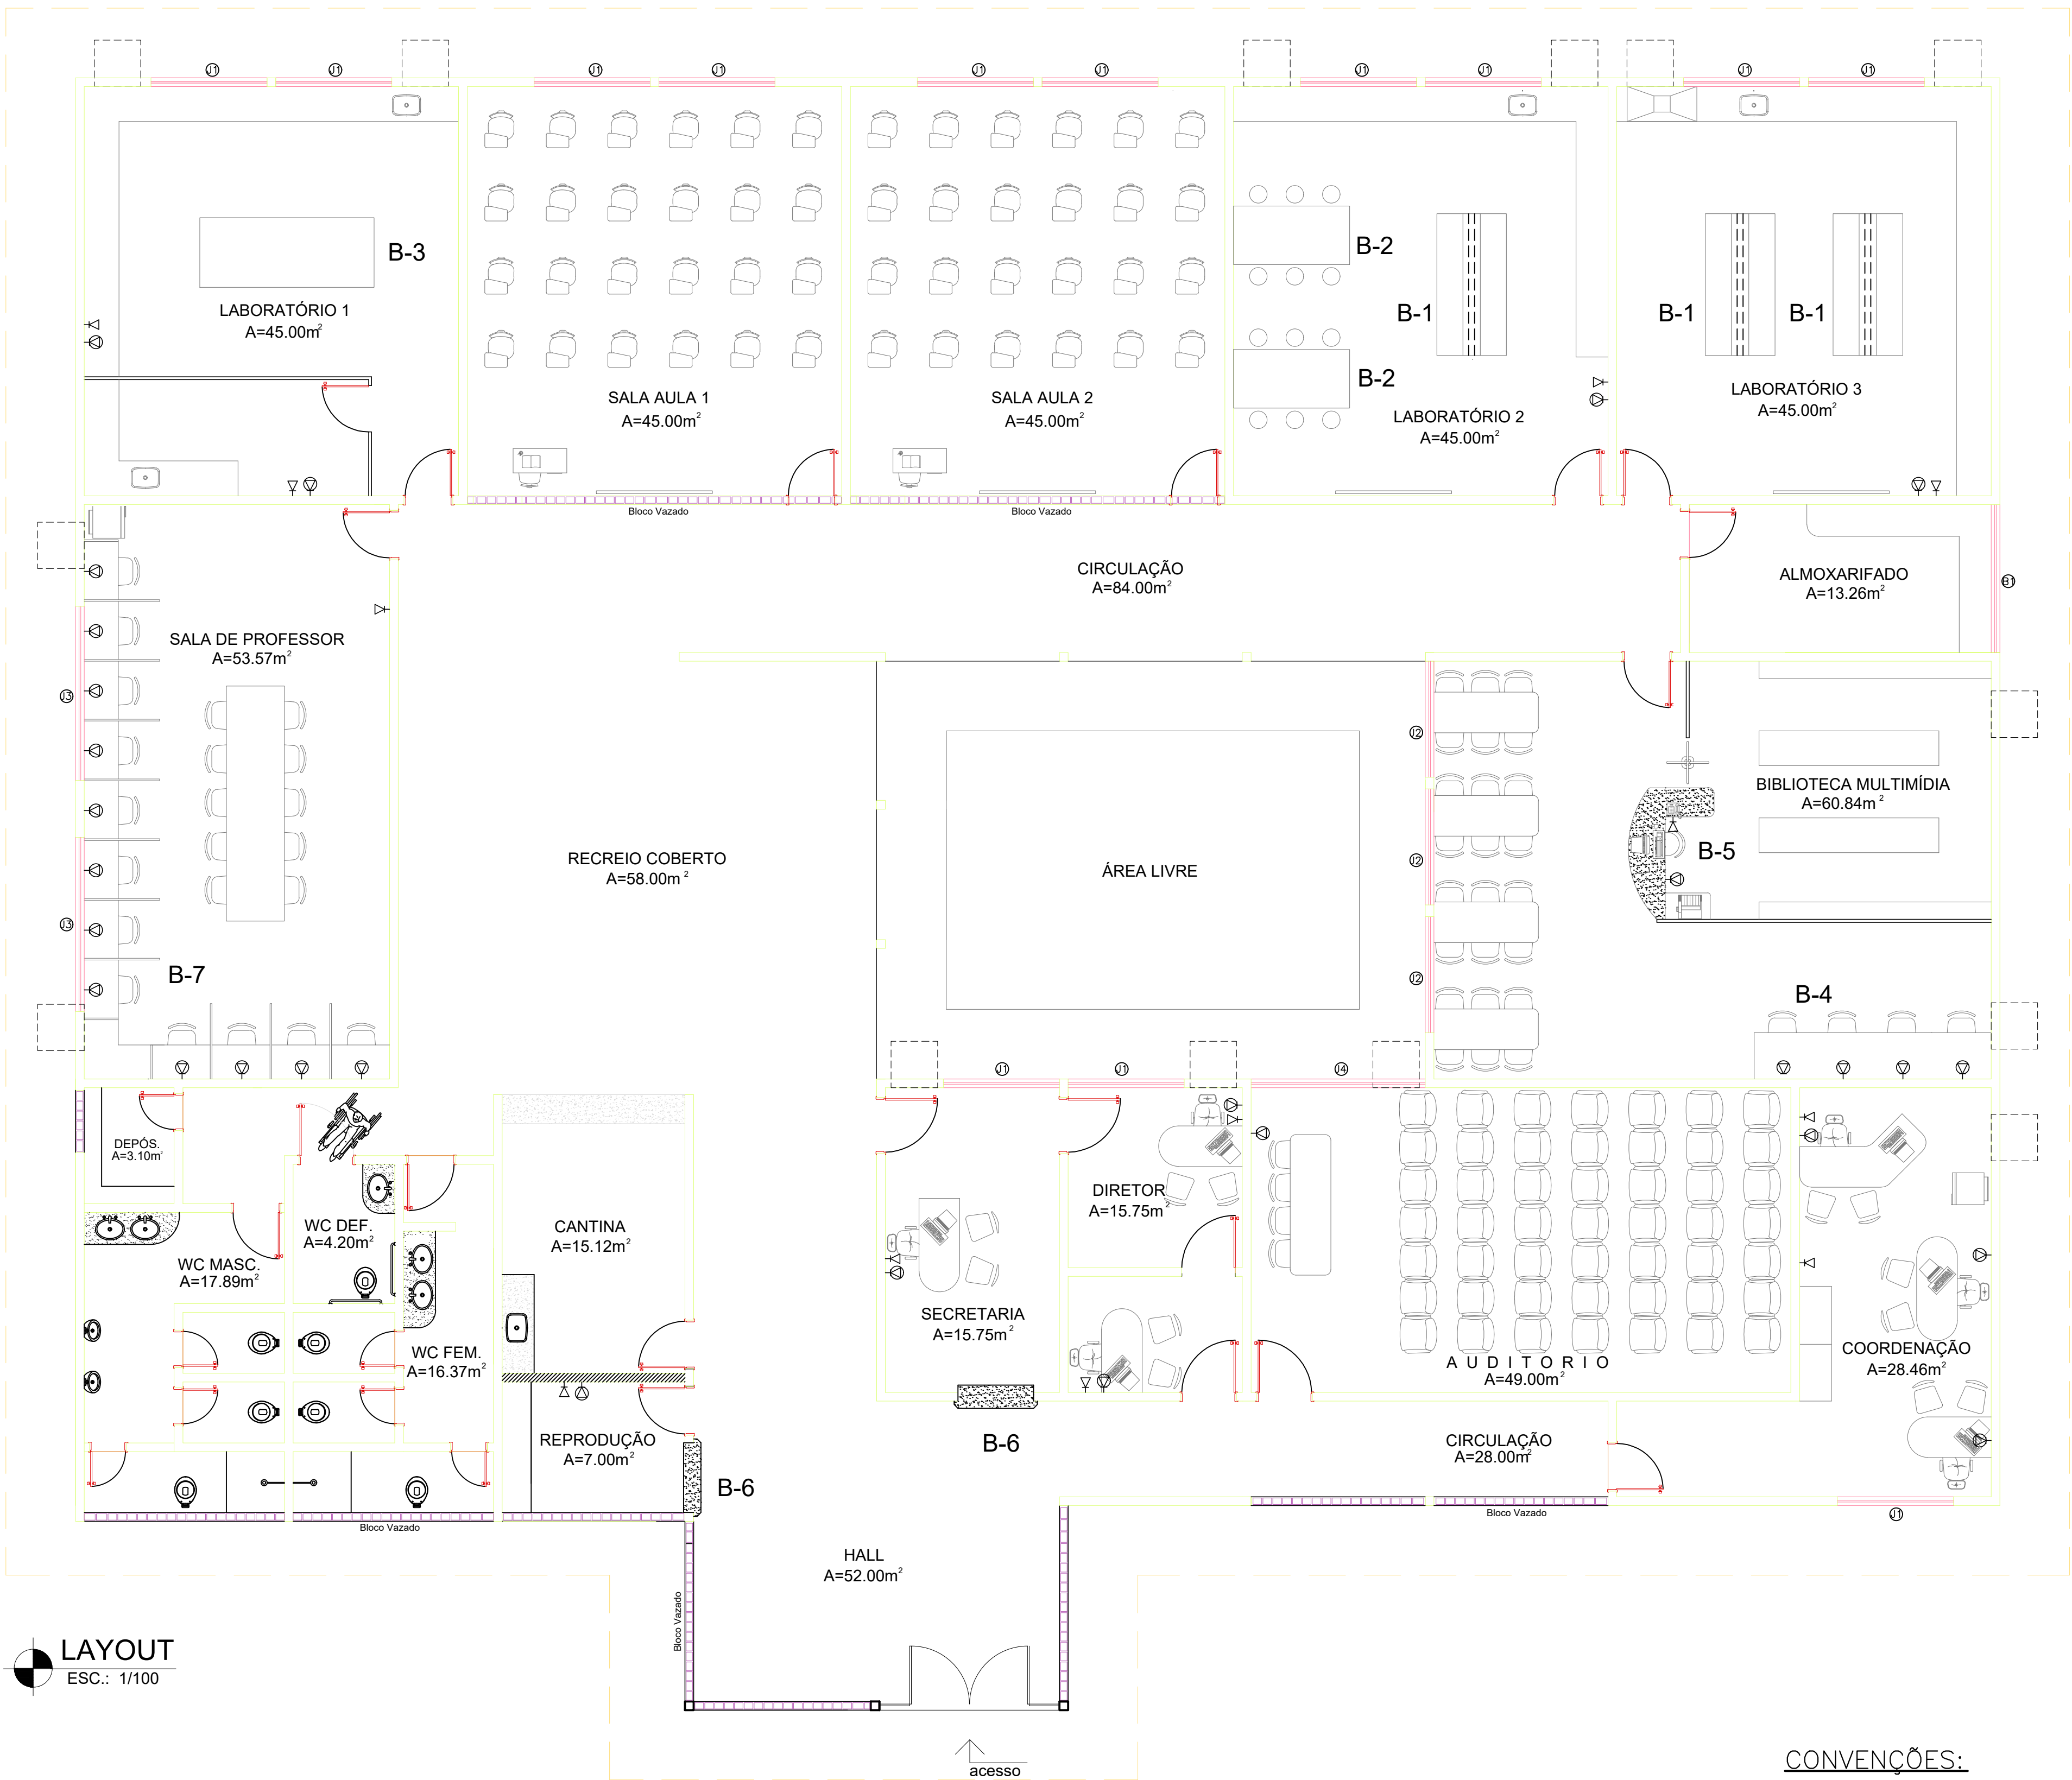 J1 J1 J1 J1 J1 J1 J1 J1 J1 J1
B-3
LABORATÓRIO 1
A=45.00m²
SALA AULA 1
A=45.00m²
SALA AULA 2
A=45.00m²
B-2
B-1
B-2
LABORATÓRIO 2
A=45.00m²
B-1 B-1
LABORATÓRIO 3
A=45.00m²
Bloco Vazado
Bloco Vazado
CIRCULAÇÃO
A=84.00m²
ALMOXARIFADO
A=13.26m²
B1
SALA DE PROFESSOR
A=53.57m²
J3
J3
B-7
RECREIO COBERTO
A=58.00m²
ÁREA LIVRE
J2
J2
J2
BIBLIOTECA MULTIMÍDIA
A=60.84m²
B-5
B-4
J1 J1 J4
DEPÓS.
A=3.10m²
WC DEF.
A=4.20m²
WC MASC.
A=17.89m²
WC FEM.
A=16.37m²
CANTINA
A=15.12m²
REPRODUÇÃO
A=7.00m²
B-6
SECRETARIA
A=15.75m²
DIRETOR
A=15.75m²
B-6
AUDITORIO
A=49.00m²
COORDENAÇÃO
A=28.46m²
CIRCULAÇÃO
A=28.00m²
J1
Bloco Vazado
Bloco Vazado
HALL
A=52.00m²
Bloco Vazado
LAYOUT
ESC.: 1/100
acesso
CONVENÇÕES: